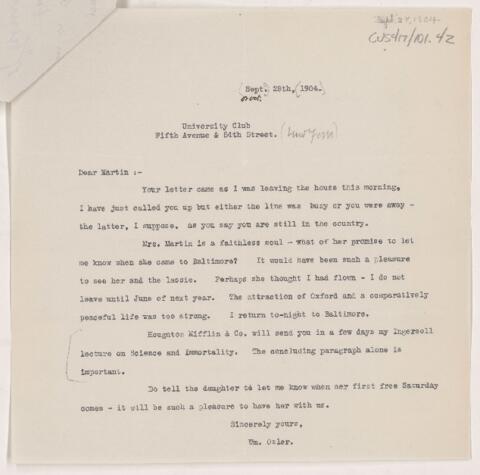 Sept. 28, 1904
CUS417/101.42
(Sept.) 28th, (1904.
University Club
Fifth Avenue & 54th Street. (New York)
Dear Martin :-
Your letter came as I was leaving the house this morning.
I have just called you up but either the line was busy or you were away -
the latter, I suppose, as you say you are still in the country.
Mrs. Martin is a faithless soul - what of her promise to let
me know when she came to Baltimore? It would have been such a pleasure
to see her and the lassie. Perhaps she thought I had flown - I do not
leave until June of next year. The attraction of Oxford and a comparatively
peaceful life was too strong. I return to-night to Baltimore.
Houghton Mifflin & Co. will send you in a few days my Ingersoll
lecture on Science and Immortality. The concluding paragraph alone is
important.
Do tell the daughter to let me know when her first free Saturday
comes - it will be such a pleasure to have her with us.
Sincerely yours,
Wm. Osler.